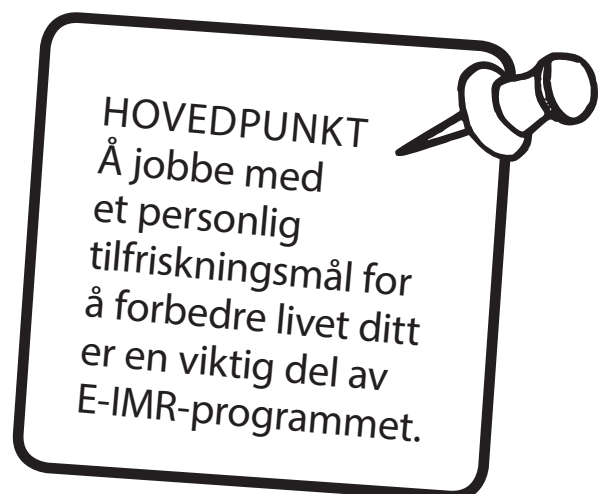 HOVEDPUNKT
Å jobbe med
et personlig
tilfriskningsmål for
å forbedre livet ditt
er en viktig del av
E-IMR-programmet.